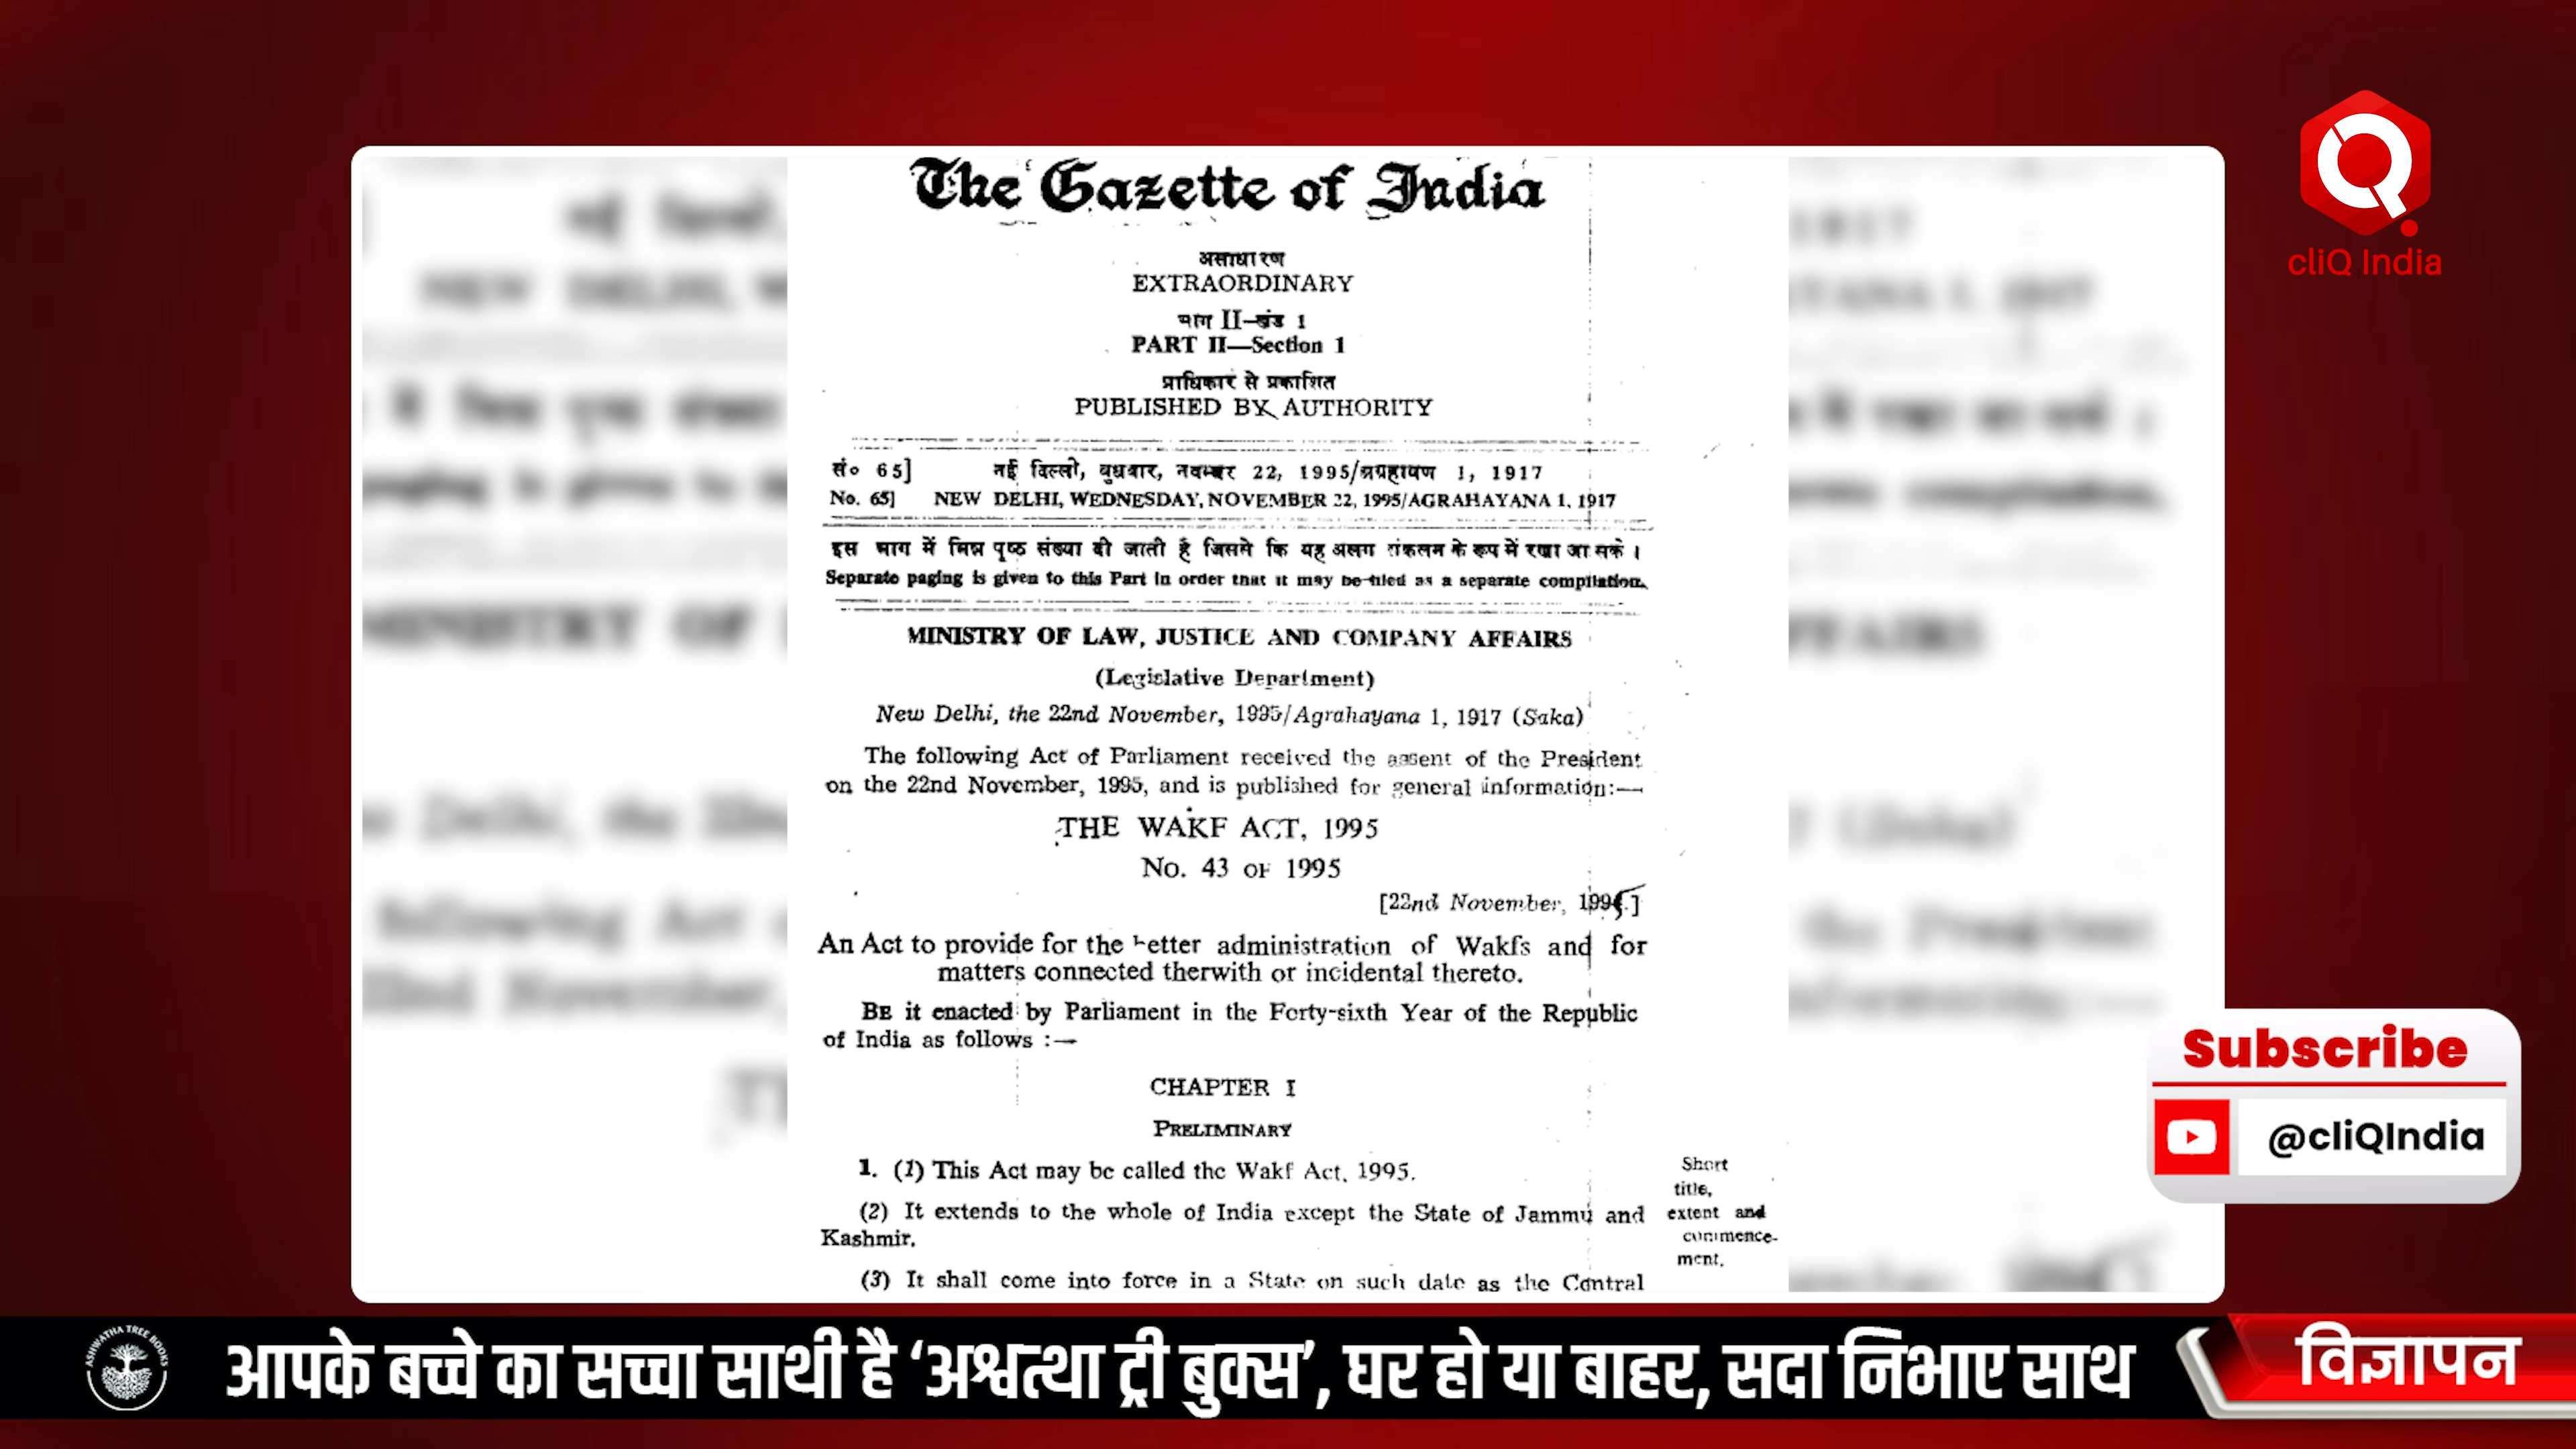 The Gazette of India
असाधारण
EXTRAORDINARY
भाग II—खंड 1
PART II—Section 1
प्राधिकार से प्रकाशित
PUBLISHED BY AUTHORITY
सं० 65]	नई दिल्ली, बुधवार, नवम्बर 22, 1995/अग्रहायण 1, 1917
No. 65]	NEW DELHI, WEDNESDAY, NOVEMBER 22, 1995/AGRAHAYANA 1, 1917
इस भाग में भिन्न पृष्ठ संख्या दी जाती है जिससे कि यह अलग संकलन के रूप में रखा जा सके।
Separate paging is given to this Part in order that it may be filed as a separate compilation.
MINISTRY OF LAW, JUSTICE AND COMPANY AFFAIRS
(Legislative Department)
New Delhi, the 22nd November, 1995/Agrahayana 1, 1917 (Saka)
The following Act of Parliament received the assent of the President
on the 22nd November, 1995, and is published for general information:—
THE WAKF ACT, 1995
No. 43 OF 1995
[22nd November, 1995.]
An Act to provide for the better administration of Wakfs and for
matters connected therwith or incidental thereto.
BE it enacted by Parliament in the Forty-sixth Year of the Republic
of India as follows :—
CHAPTER I
PRELIMINARY
1. (1) This Act may be called the Wakf Act, 1995.
(2) It extends to the whole of India except the State of Jammu and
Kashmir.
(3) It shall come into force in a State on such date as the Central
Short
title,
extent and
commence-
ment.
cliQ India
Subscribe
@cliQIndia
ASHWATHA TREE BOOKS
आपके बच्चे का सच्चा साथी है ‘अश्वत्था ट्री बुक्स’, घर हो या बाहर, सदा निभाए साथ
विज्ञापन